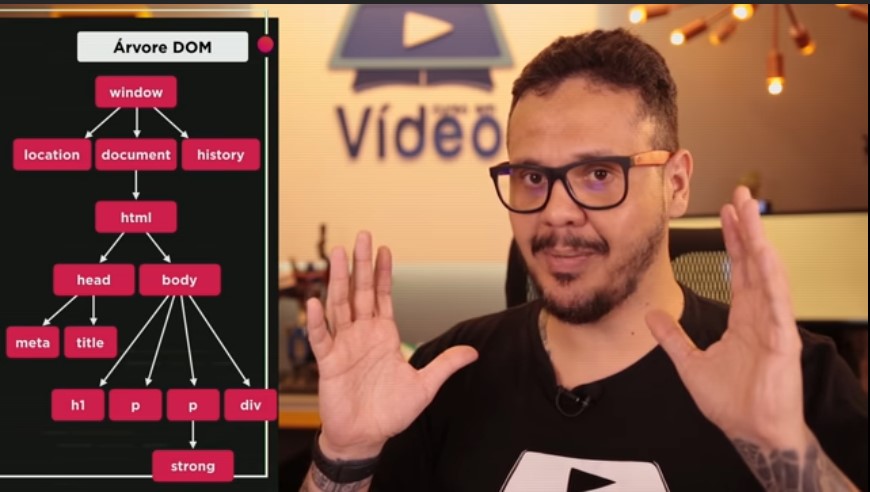 Árvore DOM
window
location document history
html
head body
meta title
h1 p p div
strong
Vídeo